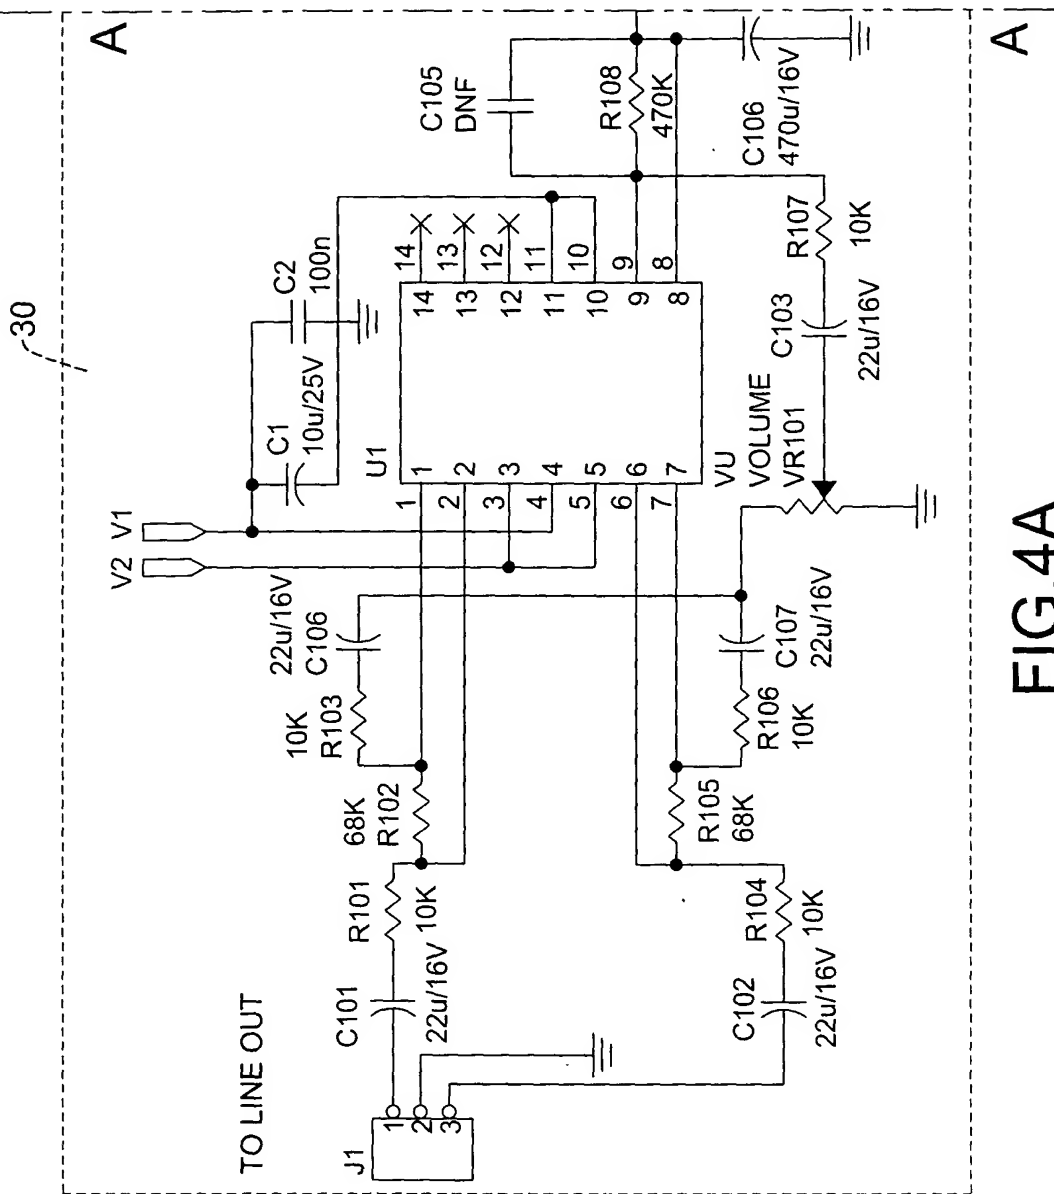 30
A
TO LINE OUT
J1
1
2
3
C101
22u/16V
R101
10K
68K
R102
10K
R103
22u/16V
C106
V2
V1
C1
10u/25V
C2
100n
U1
1
2
3
4
5
6
7
1
2
3
4
5
6
7
14
13
12
11
10
9
8
14
13
12
11
10
9
8
C105
DNF
R108
470K
C106
470u/16V
R107
10K
C103
22u/16V
VU
VOLUME
VR101
C107
22u/16V
R106
10K
R105
68K
R104
10K
C102
22u/16V
A
FIG.4A